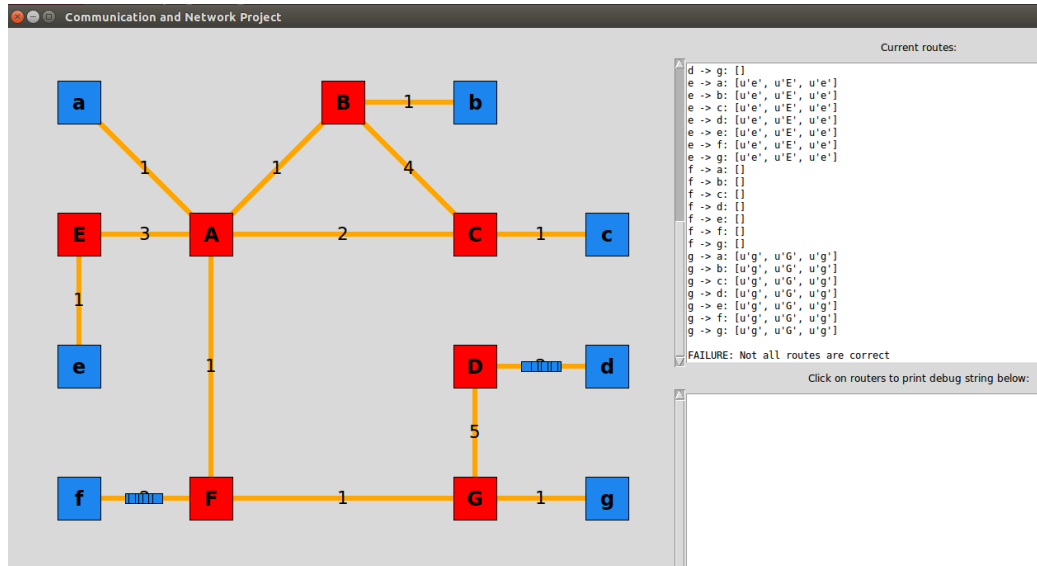 Communication and Network Project
Current routes:
a
B
1
b
1
1
4
E
3
A
2
C
1
c
1
e
1
D
d
5
f
F
1
G
1
g
d -> g: []
e -> a: [u'e', u'E', u'e']
e -> b: [u'e', u'E', u'e']
e -> c: [u'e', u'E', u'e']
e -> d: [u'e', u'E', u'e']
e -> e: [u'e', u'E', u'e']
e -> f: [u'e', u'E', u'e']
e -> g: [u'e', u'E', u'e']
f -> a: []
f -> b: []
f -> c: []
f -> d: []
f -> e: []
f -> f: []
f -> g: []
g -> a: [u'g', u'G', u'g']
g -> b: [u'g', u'G', u'g']
g -> c: [u'g', u'G', u'g']
g -> d: [u'g', u'G', u'g']
g -> e: [u'g', u'G', u'g']
g -> f: [u'g', u'G', u'g']
g -> g: [u'g', u'G', u'g']
FAILURE: Not all routes are correct
Click on routers to print debug string below: